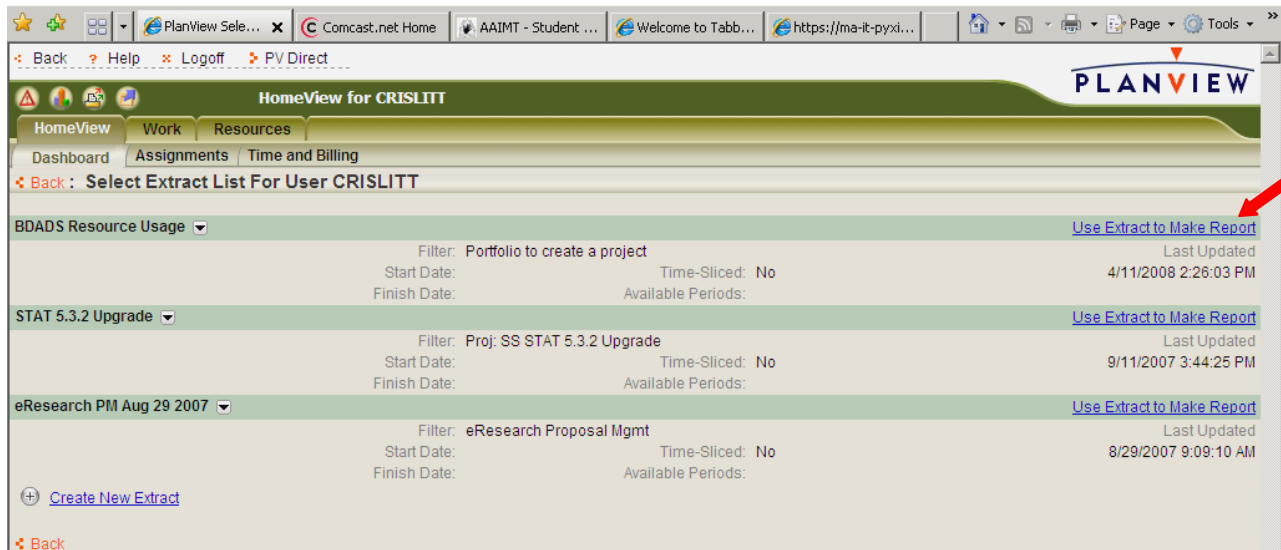 PlanView Sele... x Comcast.net Home AAIMT - Student ... Welcome to Tabb... https://ma-it-pyxi... Page Tools »
Back ? Help Logoff PV Direct
PLANVIEW
HomeView for CRISLITT
HomeView Work Resources
Dashboard Assignments Time and Billing
Back : Select Extract List For User CRISLITT
BDADS Resource Usage Use Extract to Make Report
Filter: Portfolio to create a project Last Updated
Start Date: Time-Sliced: No 4/11/2008 2:26:03 PM
Finish Date: Available Periods:
STAT 5.3.2 Upgrade Use Extract to Make Report
Filter: Proj: SS STAT 5.3.2 Upgrade Last Updated
Start Date: Time-Sliced: No 9/11/2007 3:44:25 PM
Finish Date: Available Periods:
eResearch PM Aug 29 2007 Use Extract to Make Report
Filter: eResearch Proposal Mgmt Last Updated
Start Date: Time-Sliced: No 8/29/2007 9:09:10 AM
Finish Date: Available Periods:
Create New Extract
Back